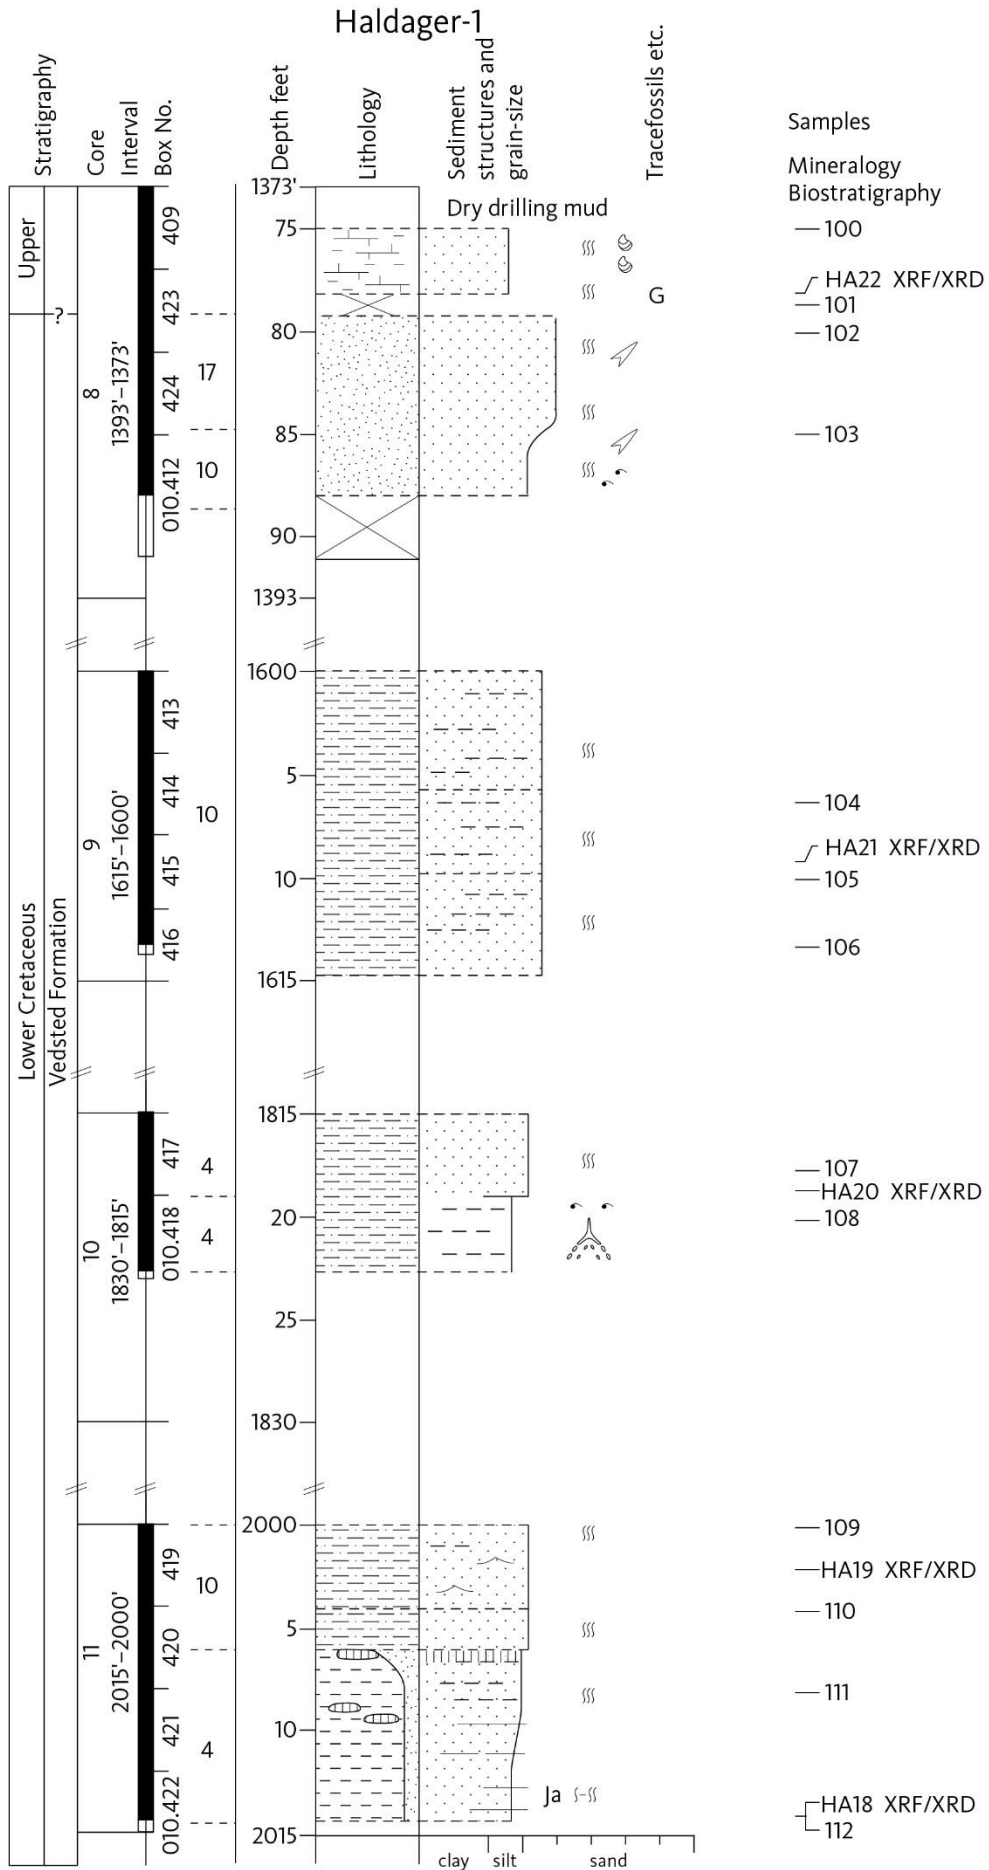 Haldager-1
Stratigraphy
Core
Interval
Box No.
Depth feet
Lithology
Sediment
structures and
grain-size
Tracefossils etc.
Samples
Mineralogy
Biostratigraphy
Upper
?
Lower Cretaceous
Vedsted Formation
8
1393'–1373'
409
423
424
010.412
17
10
1373'
75
80
85
90
1393
Dry drilling mud
G
100
HA22 XRF/XRD
101
102
103
9
1615'–1600'
413
414
415
416
10
1600
5
10
1615
104
HA21 XRF/XRD
105
106
10
1830'–1815'
417
010.418
4
4
1815
20
25
1830
107
HA20 XRF/XRD
108
11
2015'–2000'
419
420
421
010.422
10
4
2000
5
10
2015
Ja
109
HA19 XRF/XRD
110
111
HA18 XRF/XRD
112
clay silt sand